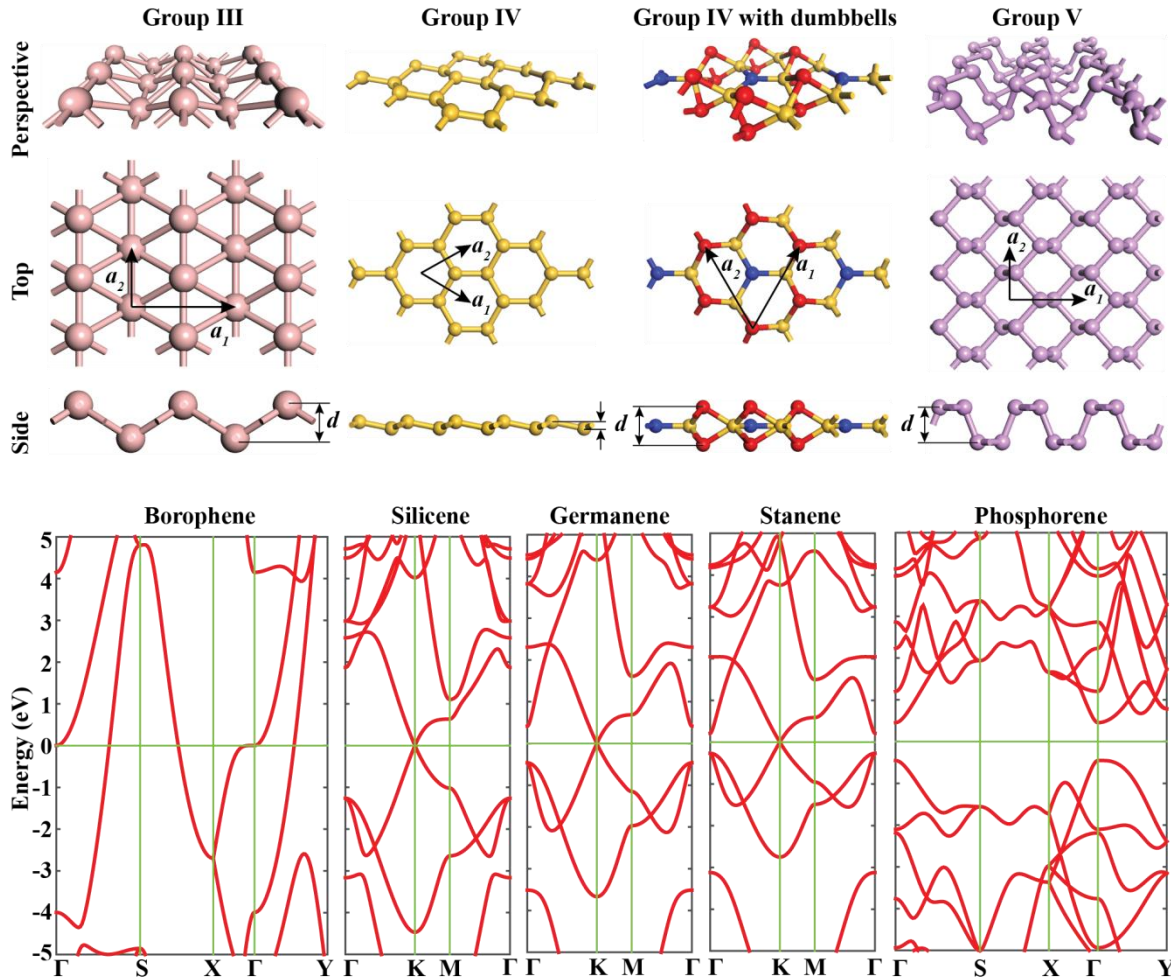 Group III Group IV Group IV with dumbbells Group V
Perspective
Top
a2 a1
a2 a1
a2 a1
a2 a1
Side
d d d
Borophene Silicene Germanene Stanene Phosphorene
Energy (eV)
5
4
3
2
1
0
-1
-2
-3
-4
-5
Γ S X Γ Y Γ K M Γ Γ K M Γ Γ K M Γ Γ S X Γ Y